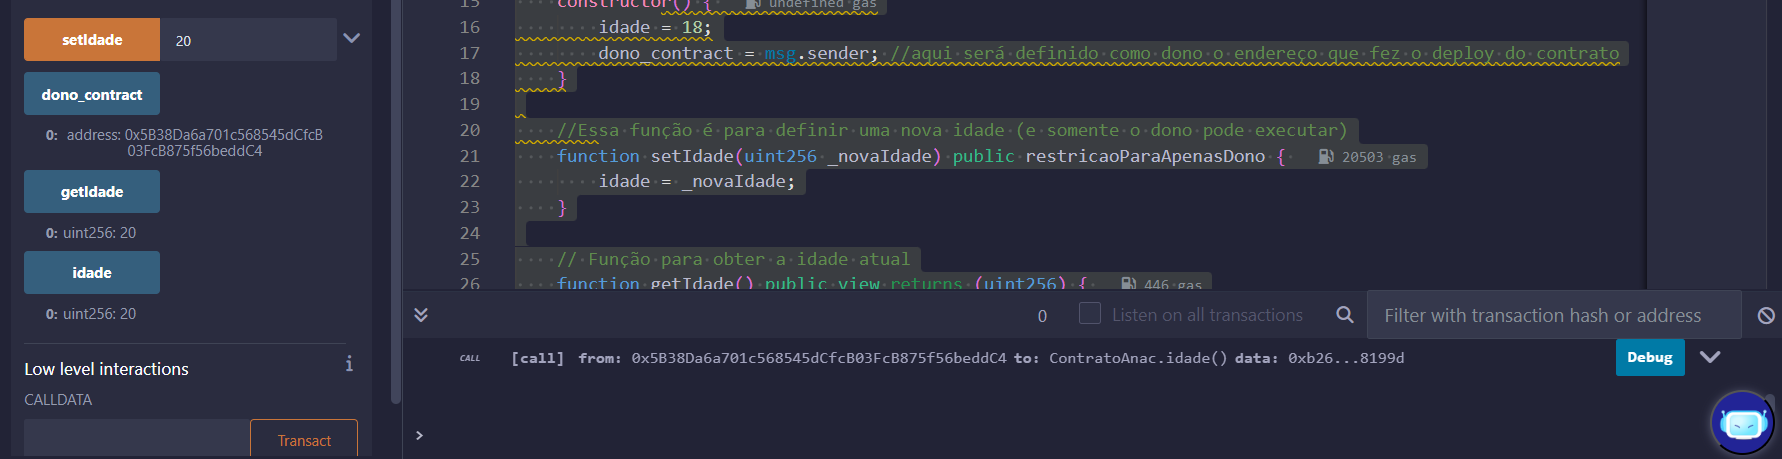 setIdade 20
dono_contract
0: address: 0x5B38Da6a701c568545dCfcB
03FcB875f56beddC4
getIdade
0: uint256: 20
idade
0: uint256: 20
Low level interactions
i
CALLDATA
Transact
15 constructor() { undefined gas
16 idade = 18;
17 dono_contract = msg.sender; //aqui será definido como dono o endereço que fez o deploy do contrato
18 }
19
20 //Essa função é para definir uma nova idade (e somente o dono pode executar)
21 function setIdade(uint256 _novaIdade) public restricaoParaApenasDono { 20503 gas
22 idade = _novaIdade;
23 }
24
25 // Função para obter a idade atual
26 function getIdade() public view returns (uint256) { 446 gas
0 Listen on all transactions Filter with transaction hash or address
CALL [call] from: 0x5B38Da6a701c568545dCfcB03FcB875f56beddC4 to: ContratoAnac.idade() data: 0xb26...8199d Debug
>